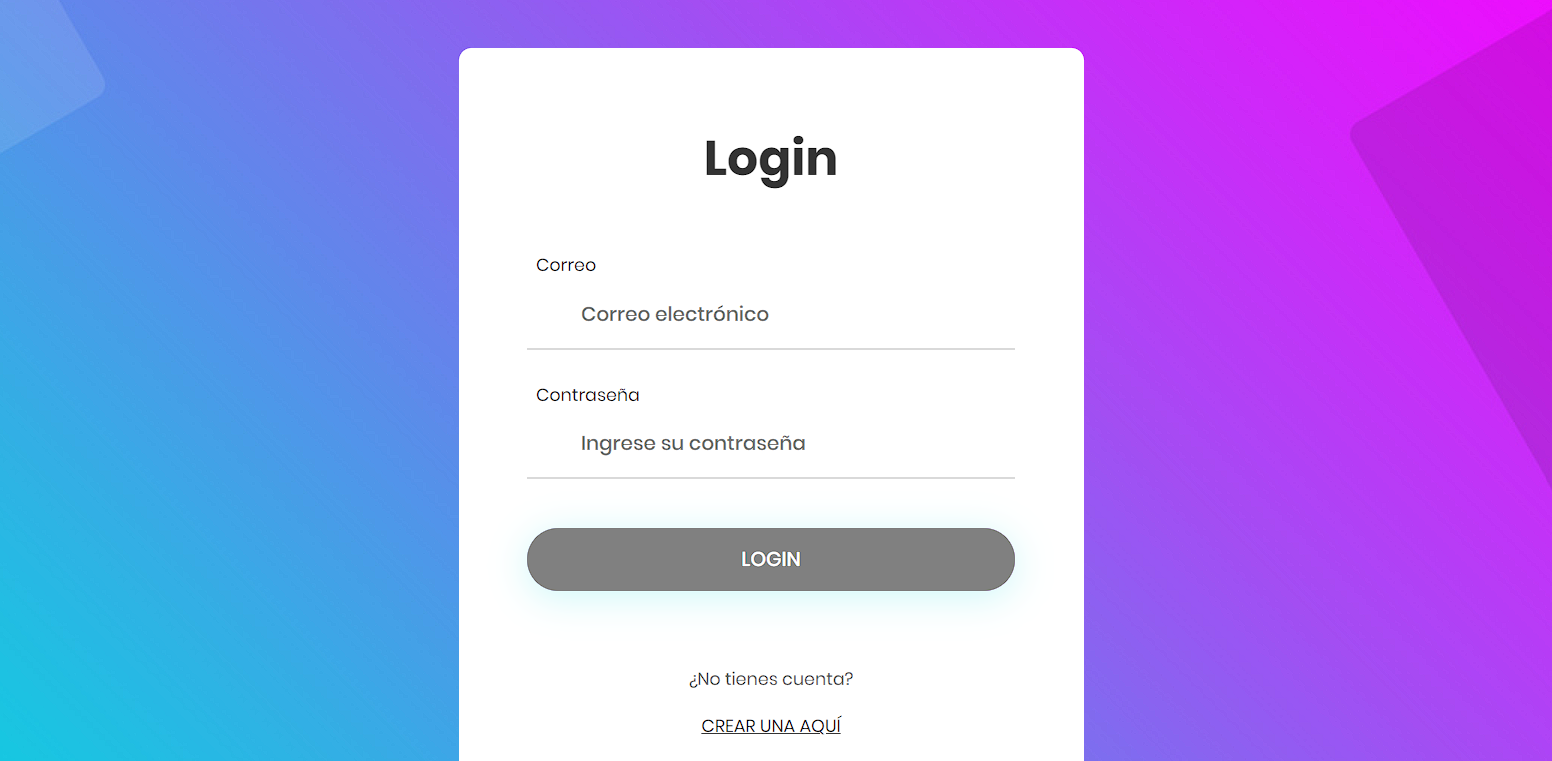 Login
Correo
Correo electrónico
Contraseña
Ingrese su contraseña
LOGIN
¿No tienes cuenta?
CREAR UNA AQUÍ